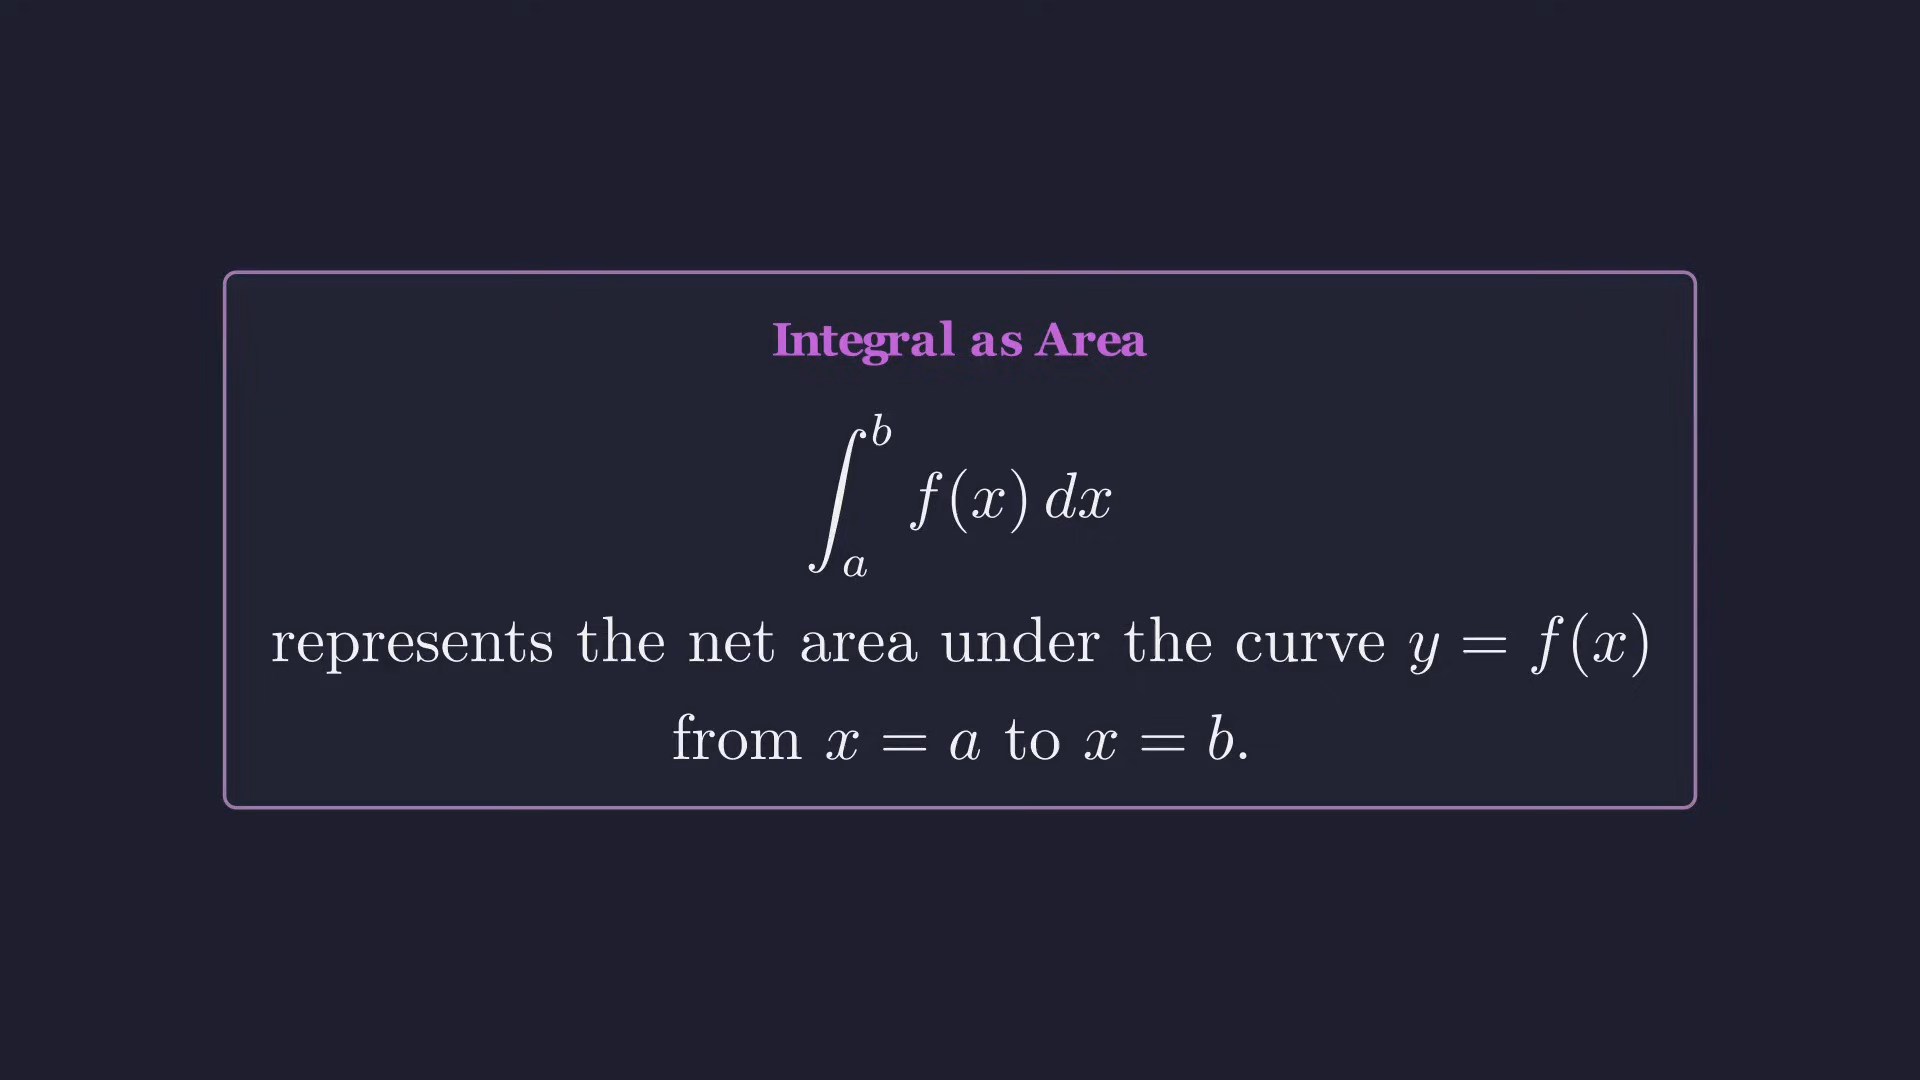 Integral as Area
∫_a^b f(x) dx
represents the net area under the curve y = f(x)
from x = a to x = b.